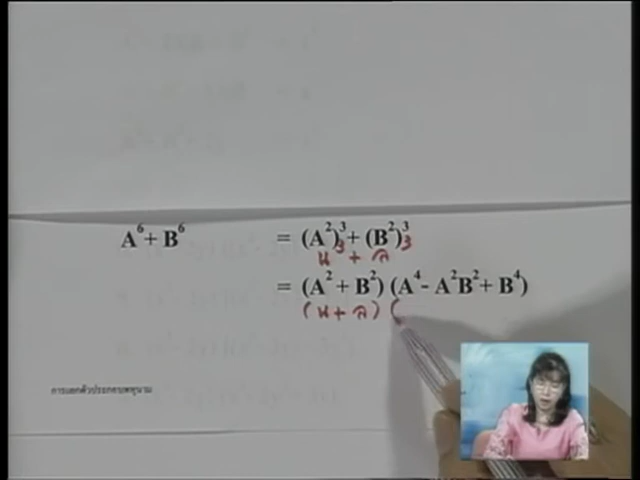 A⁶ + B⁶ = (A²)³ + (B²)³
น³ + ล³
= (A² + B²) (A⁴ - A²B² + B⁴)
(น + ล) (
การแยกตัวประกอบพหุนาม